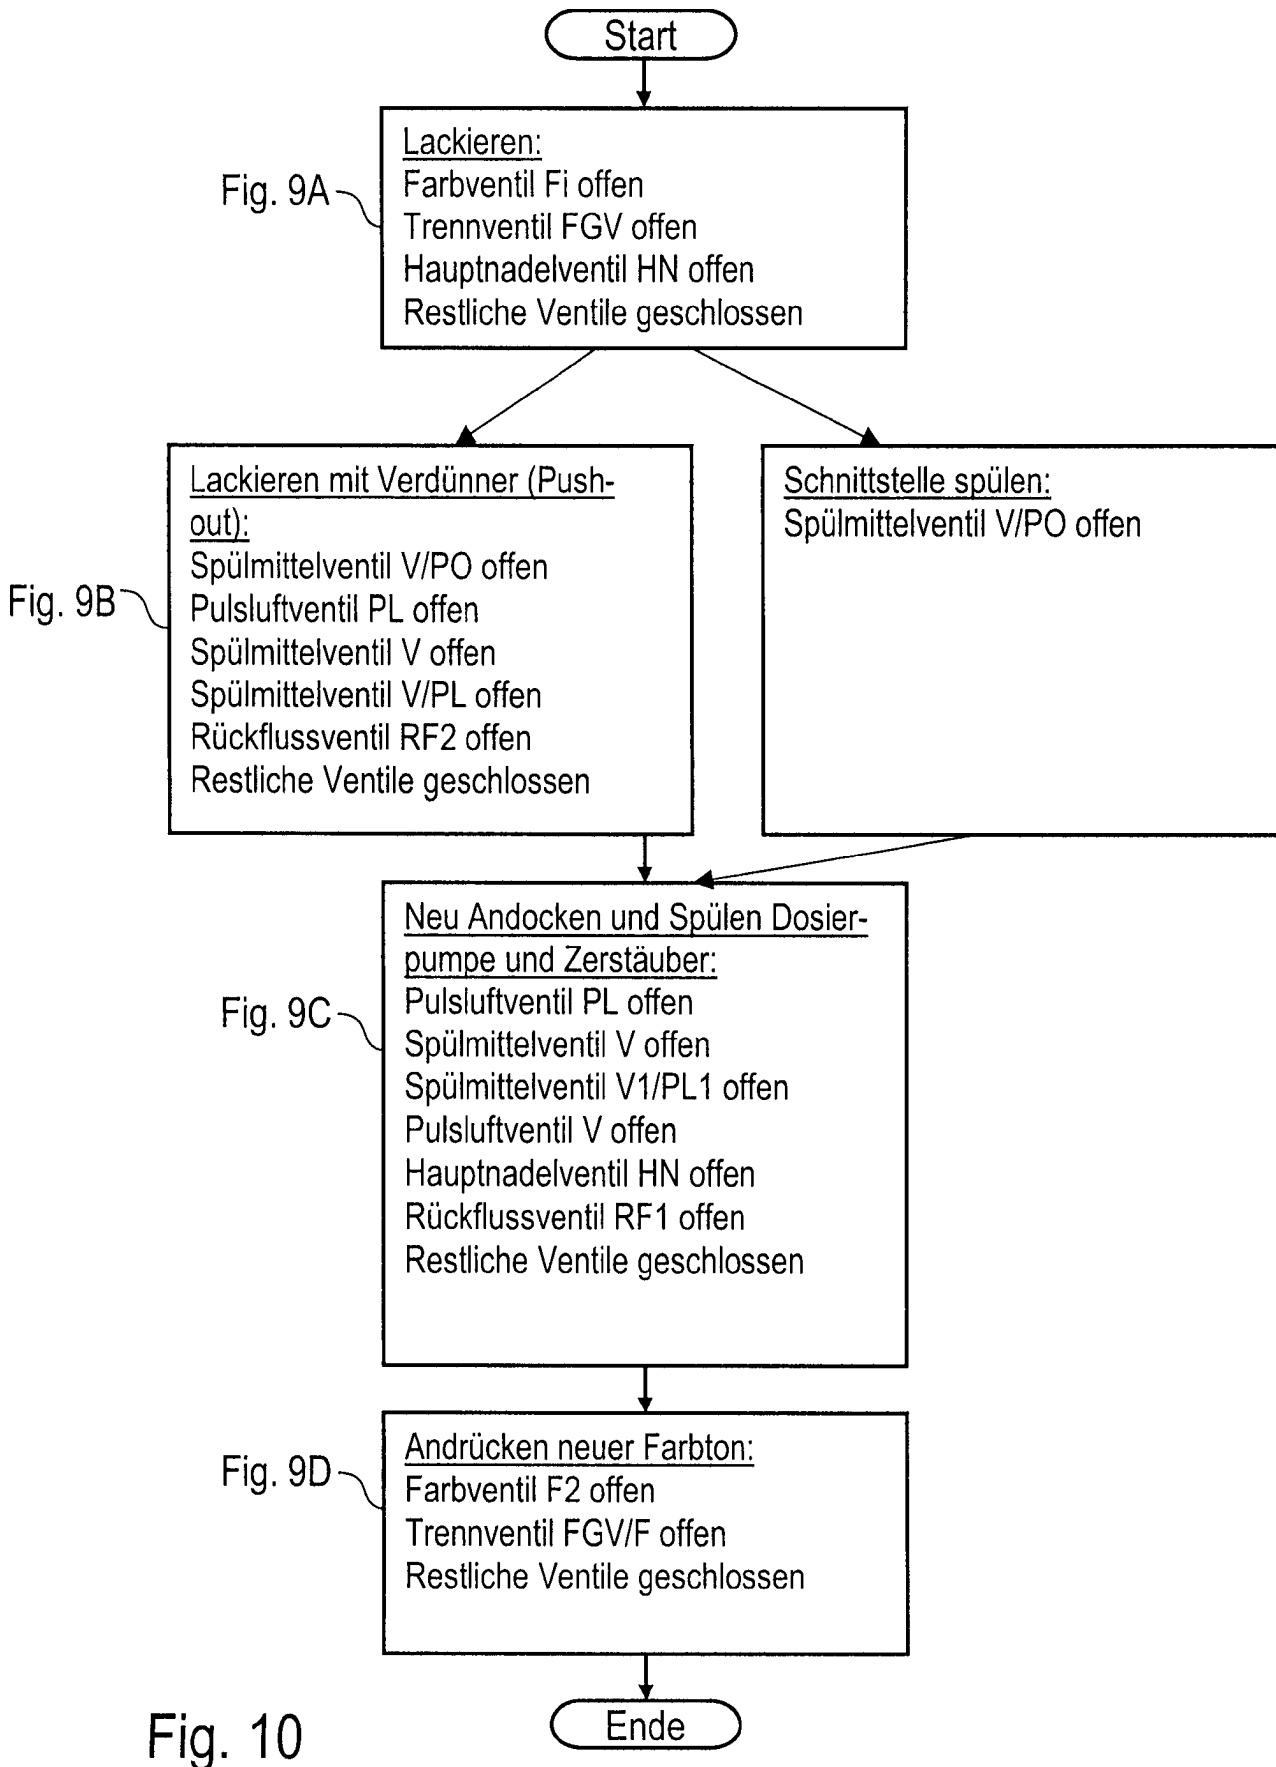 Start
Fig. 9A
Lackieren:
Farbventil Fi offen
Trennventil FGV offen
Hauptnadelventil HN offen
Restliche Ventile geschlossen
Fig. 9B
Lackieren mit Verdünner (Push-
out):
Spülmittelventil V/PO offen
Pulsluftventil PL offen
Spülmittelventil V offen
Spülmittelventil V/PL offen
Rückflussventil RF2 offen
Restliche Ventile geschlossen
Schnittstelle spülen:
Spülmittelventil V/PO offen
Fig. 9C
Neu Andocken und Spülen Dosier-
pumpe und Zerstäuber:
Pulsluftventil PL offen
Spülmittelventil V offen
Spülmittelventil V1/PL1 offen
Pulsluftventil V offen
Hauptnadelventil HN offen
Rückflussventil RF1 offen
Restliche Ventile geschlossen
Fig. 9D
Andrücken neuer Farbton:
Farbventil F2 offen
Trennventil FGV/F offen
Restliche Ventile geschlossen
Ende
Fig. 10